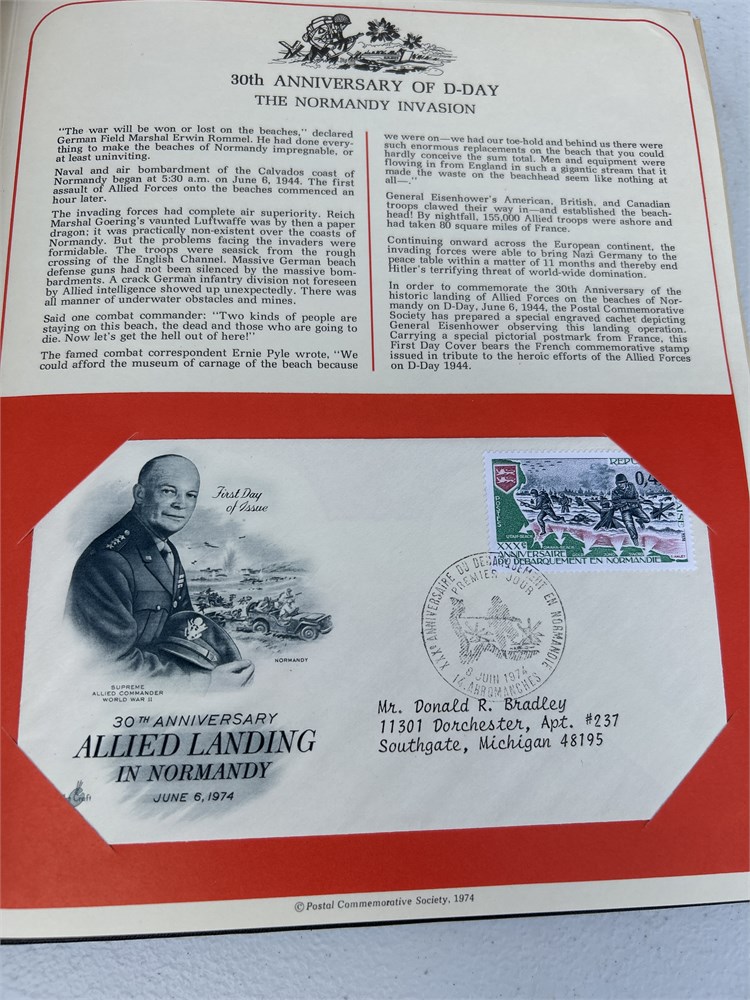 30th ANNIVERSARY OF D-DAY
THE NORMANDY INVASION
"The war will be won or lost on the beaches," declared
German Field Marshal Erwin Rommel. He had done every-
thing to make the beaches of Normandy impregnable, or
at least uninviting.
Naval and air bombardment of the Calvados coast of
Normandy began at 5:30 a.m. on June 6, 1944. The first
assault of Allied Forces onto the beaches commenced an
hour later.
The invading forces had complete air superiority. Reich
Marshal Goering's vaunted Luftwaffe was by then a paper
dragon; it was practically non-existent over the coasts of
Normandy. But the problems facing the invaders were
formidable. The troops were seasick from the rough
crossing of the English Channel. Massive German beach
defense guns had not been silenced by the massive bom-
bardments. A crack German infantry division not foreseen
by Allied intelligence showed up unexpectedly. There was
all manner of underwater obstacles and mines.
Said one combat commander: "Two kinds of people are
staying on this beach, the dead and those who are going to
die. Now let's get the hell out of here!"
The famed combat correspondent Ernie Pyle wrote, "We
could afford the museum of carnage of the beach because
we were on—we had our toe-hold and behind us there were
such enormous replacements on the beach that you could
hardly conceive the sum total. Men and equipment were
flowing in from England in such a gigantic stream that it
made the waste on the beachhead seem like nothing at
all—."
General Eisenhower's American, British, and Canadian
troops clawed their way in—and established the beach-
head! By nightfall, 155,000 Allied troops were ashore and
had taken 80 square miles of France.
Continuing onward across the European continent, the
invading forces were able to bring Nazi Germany to the
peace table within a matter of 11 months and thereby end
Hitler's terrifying threat of world-wide domination.
In order to commemorate the 30th Anniversary of the
historic landing of Allied Forces on the beaches of Nor-
mandy on D-Day, June 6, 1944, the Postal Commemorative
Society has prepared a special engraved cachet depicting
General Eisenhower observing this landing operation.
Carrying a special pictorial postmark from France, this
First Day Cover bears the French commemorative stamp
issued in tribute to the heroic efforts of the Allied Forces
on D-Day 1944.
First Day
of Issue
NORMANDY
SUPREME
ALLIED COMMANDER
WORLD WAR II
30TH ANNIVERSARY
ALLIED LANDING
IN NORMANDY
JUNE 6, 1974
Craft
0,4
POSTES
UTAH-BEACH
OMAHA-BEACH
XXXe
ANNIVERSAIRE
DU DÉBARQUEMENT EN NORMANDIE
XXXe ANNIVERSAIRE DU DEBARQUEMENT EN NORMANDIE
PREMIER JOUR
6 JUIN 1974
14. ARROMANCHES
Mr. Donald R. Bradley
11301 Dorchester, Apt. #237
Southgate, Michigan 48195
© Postal Commemorative Society, 1974